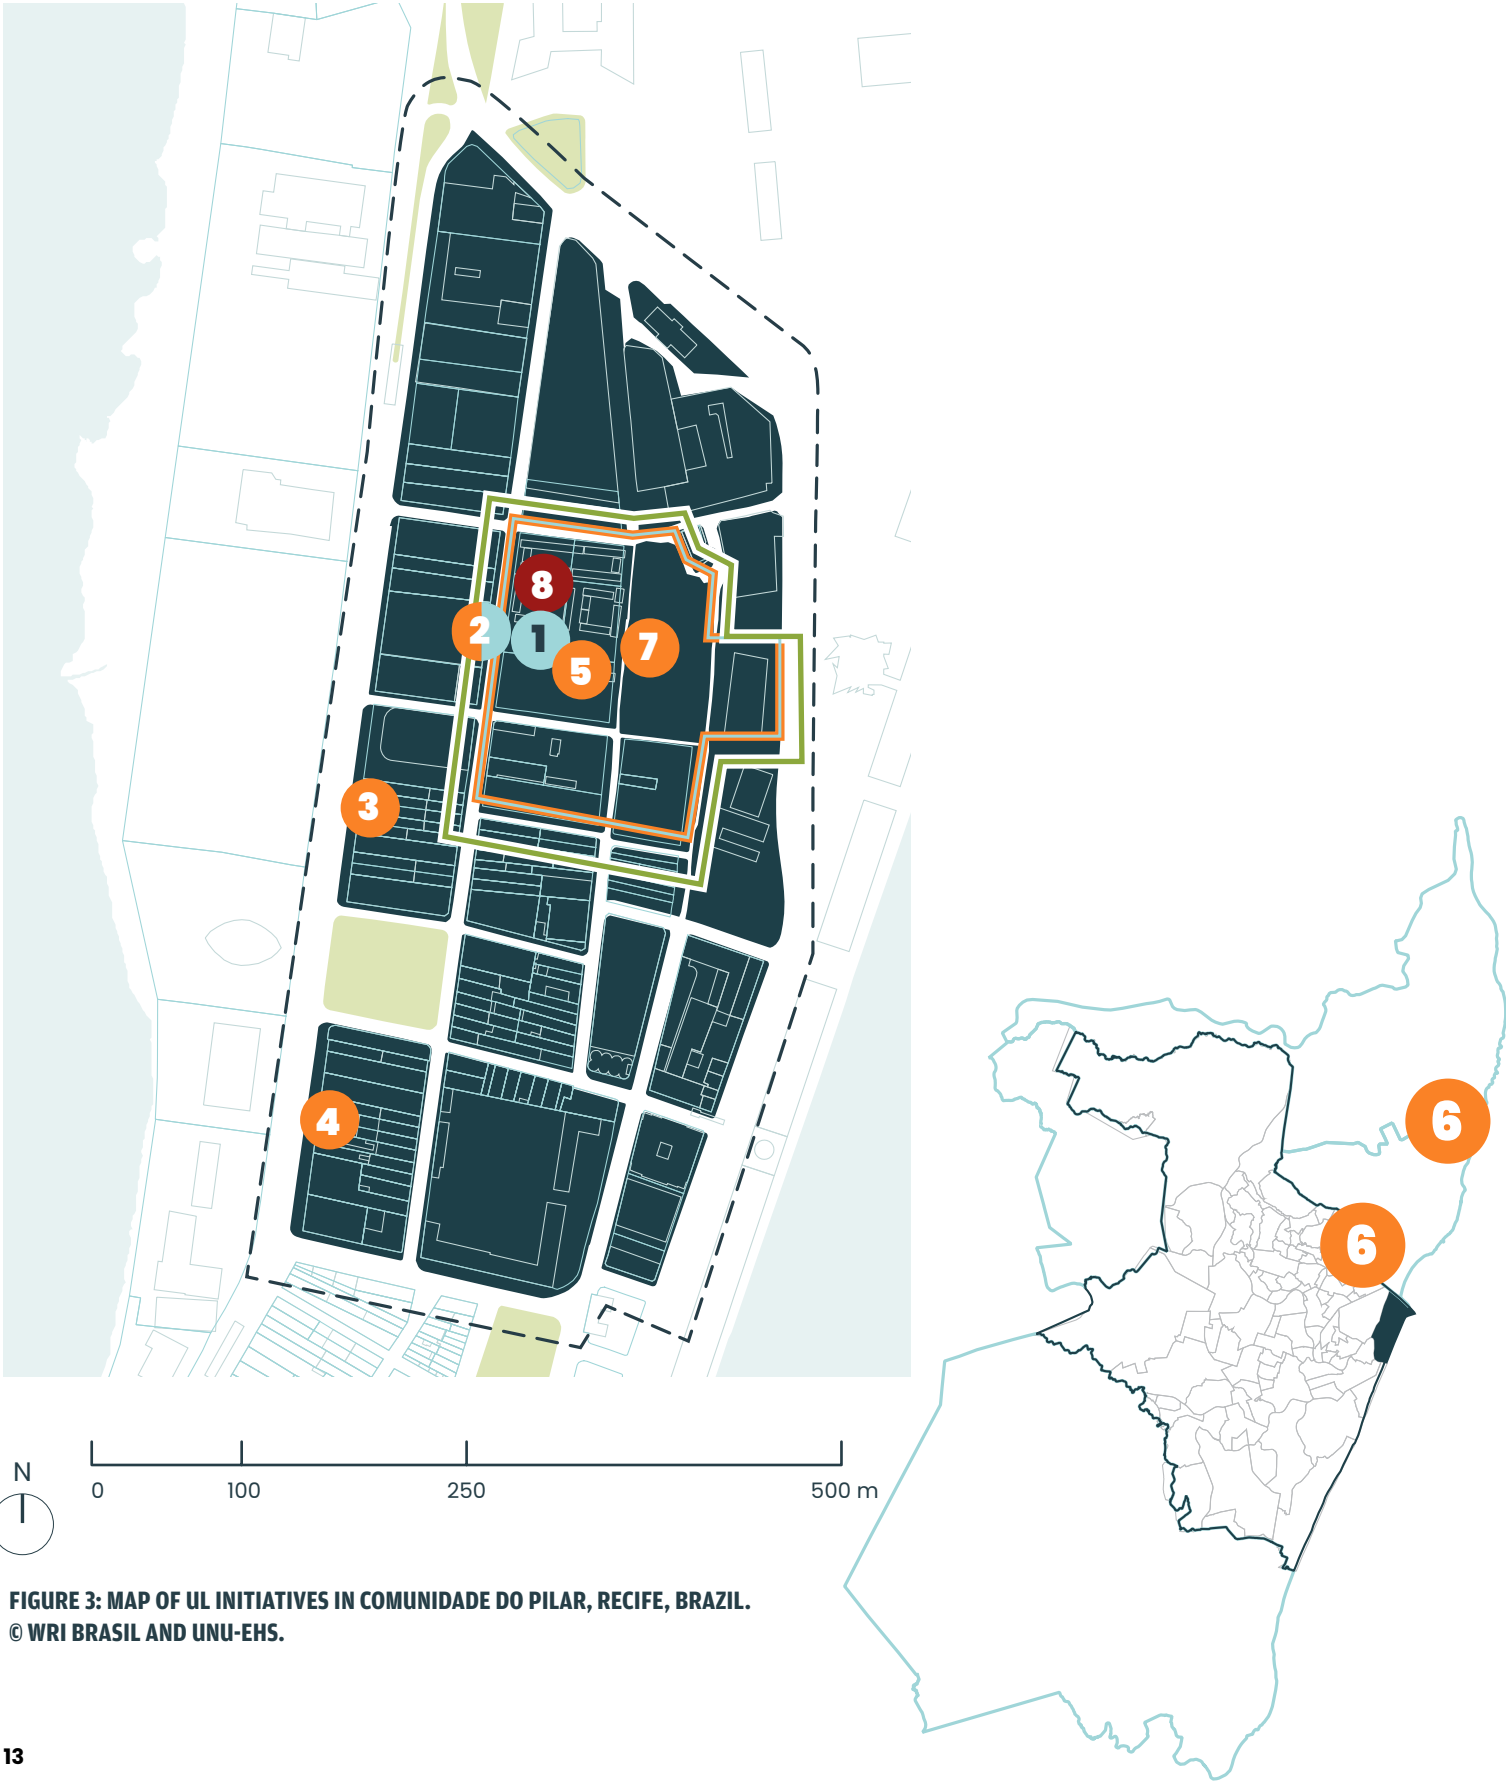 8
2
1
5
7
3
4
6
6
N
0 100 250 500 m
FIGURE 3: MAP OF UL INITIATIVES IN COMUNIDADE DO PILAR, RECIFE, BRAZIL.
© WRI BRASIL AND UNU-EHS.
13